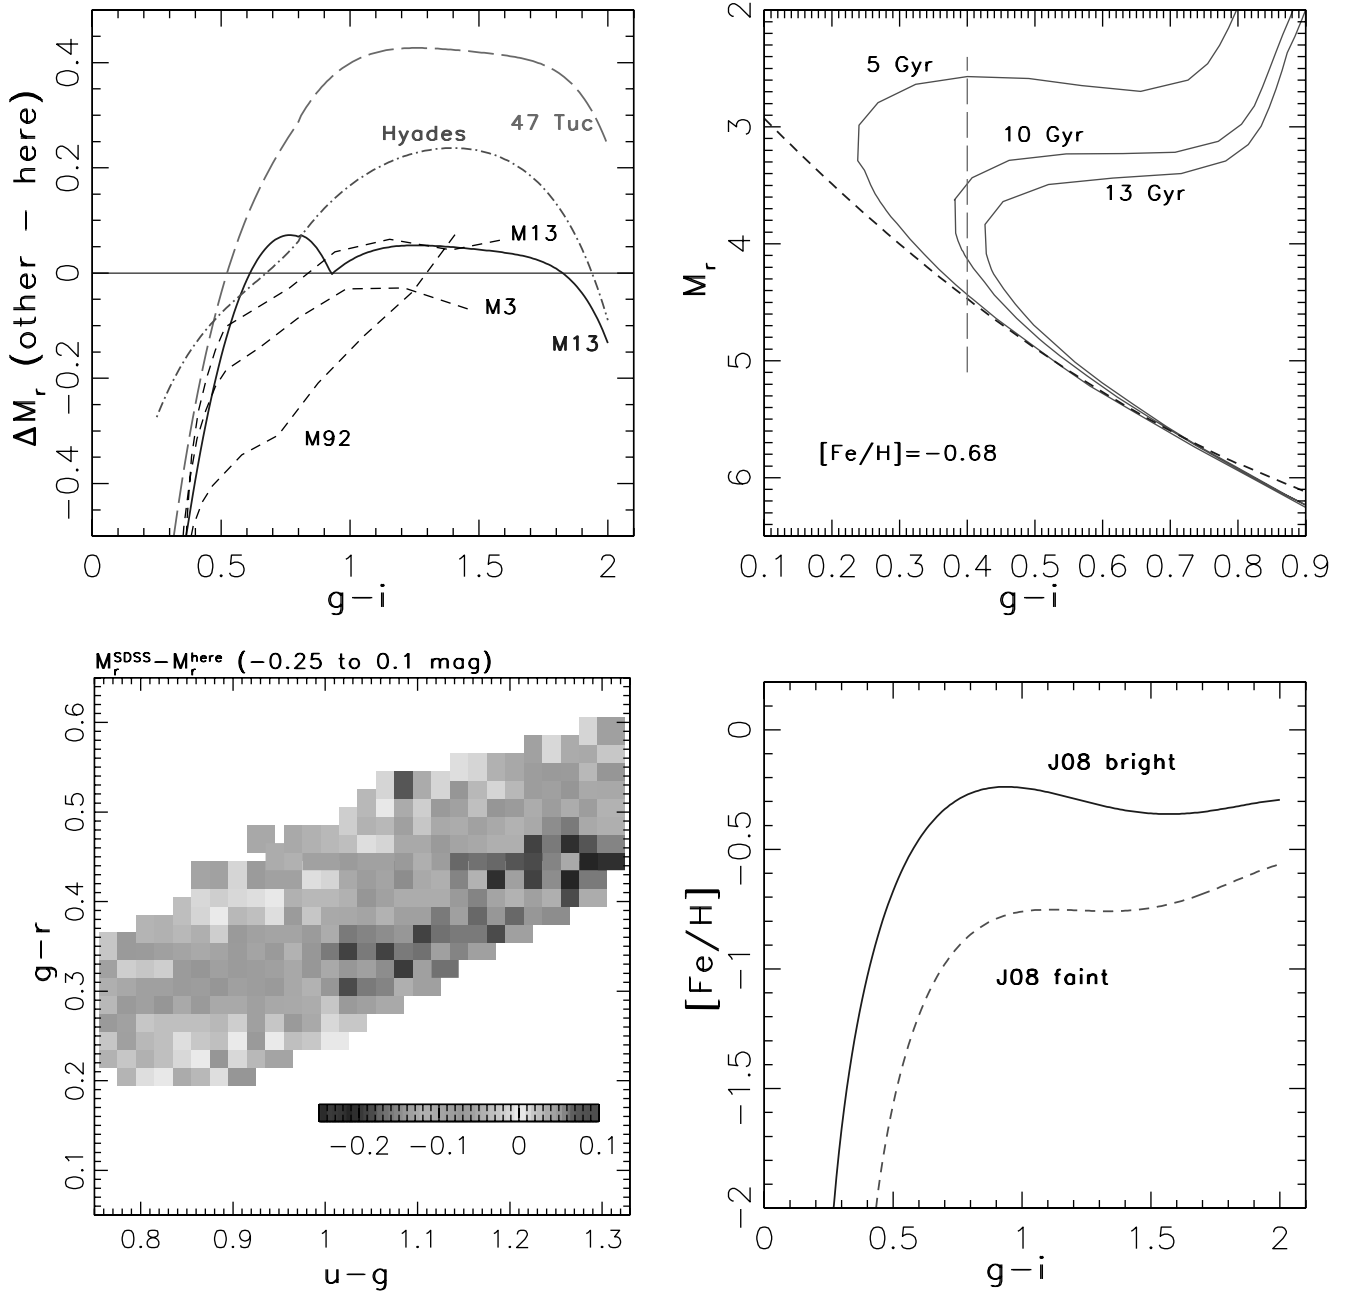 ΔM_r (other − here)
0.4
0.2
0
−0.2
−0.4
47 Tuc
Hyades
M13
M3
M13
M92
0 0.5 1 1.5 2
g−i
M_r
2
3
4
5
6
5 Gyr
10 Gyr
13 Gyr
[Fe/H]=−0.68
0.1 0.2 0.3 0.4 0.5 0.6 0.7 0.8 0.9
g−i
M_r^SDSS−M_r^here (−0.25 to 0.1 mag)
g−r
0.6
0.5
0.4
0.3
0.2
0.1
−0.2 −0.1 0 0.1
0.8 0.9 1 1.1 1.2 1.3
u−g
[Fe/H]
0
−0.5
−1
−1.5
−2
J08 bright
J08 faint
0 0.5 1 1.5 2
g−i